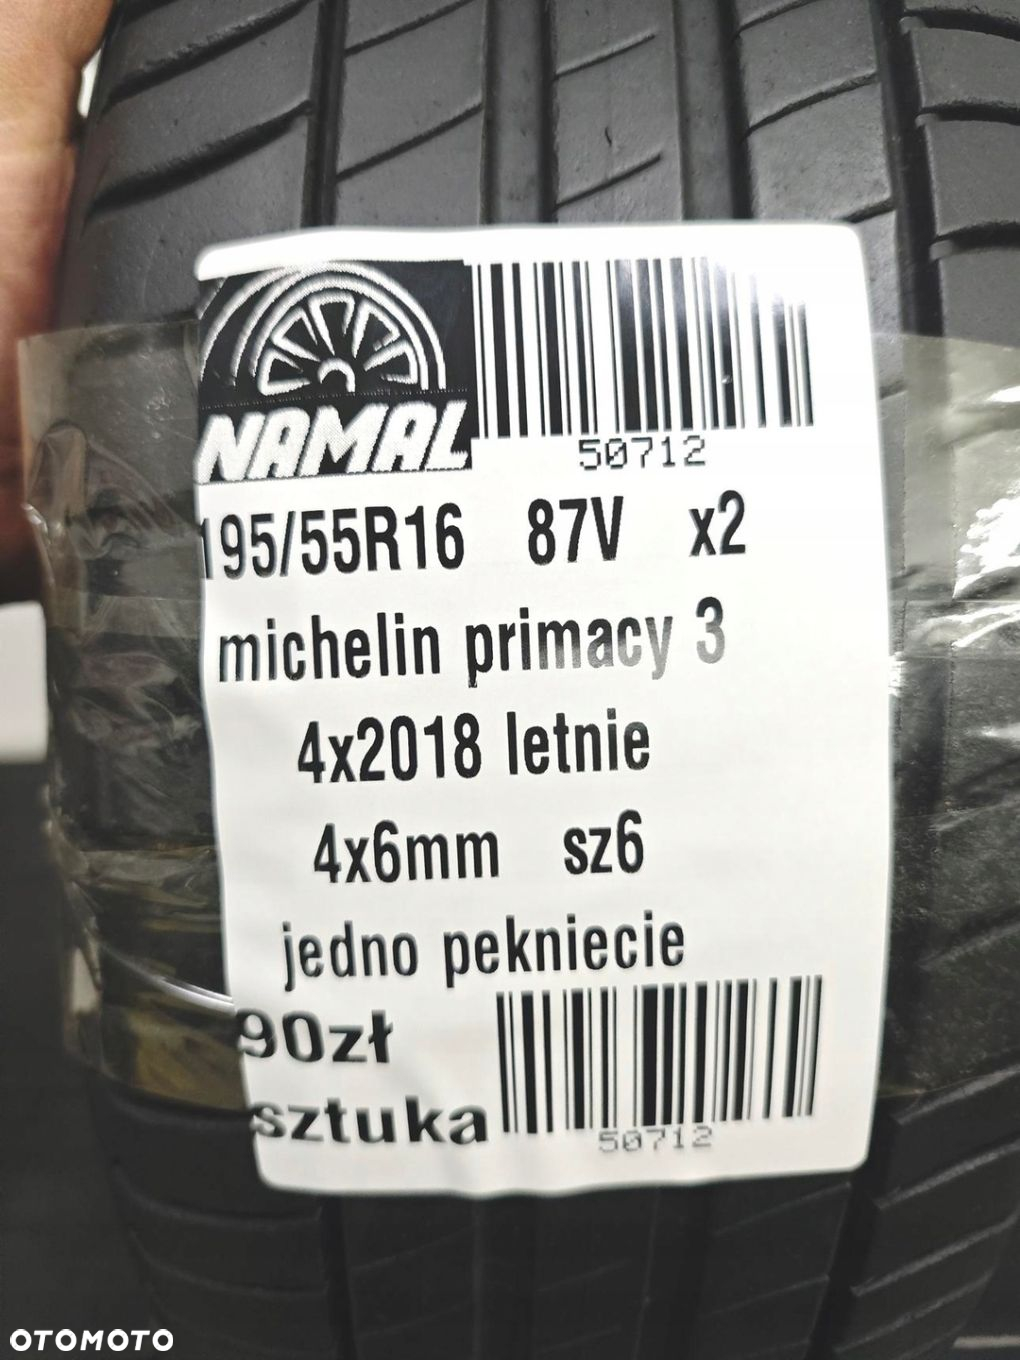 NAMAL
50712
195/55R16 87V x2
michelin primacy 3
4x2018 letnie
4x6mm sz6
jedno pekniecie
90zł
sztuka
50712
OTOMOTO